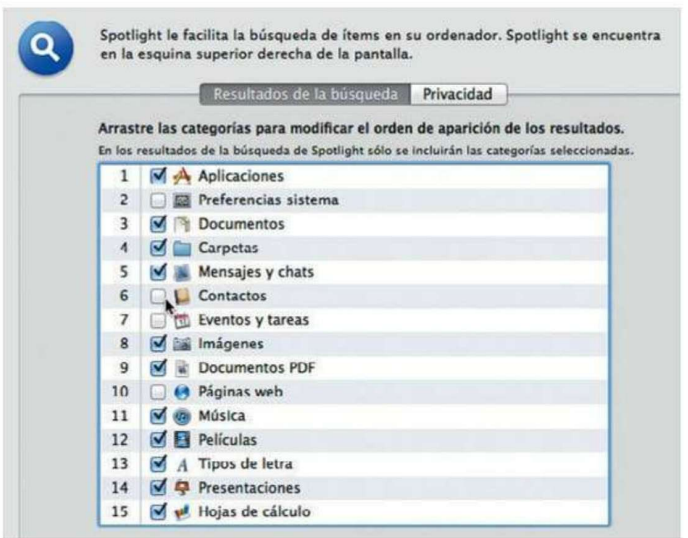 Spotlight le facilita la búsqueda de ítems en su ordenador. Spotlight se encuentra
en la esquina superior derecha de la pantalla.
Resultados de la búsqueda Privacidad
Arrastre las categorías para modificar el orden de aparición de los resultados.
En los resultados de la búsqueda de Spotlight sólo se incluirán las categorías seleccionadas.
1 Aplicaciones
2 Preferencias sistema
3 Documentos
4 Carpetas
5 Mensajes y chats
6 Contactos
7 Eventos y tareas
8 Imágenes
9 Documentos PDF
10 Páginas web
11 Música
12 Películas
13 Tipos de letra
14 Presentaciones
15 Hojas de cálculo